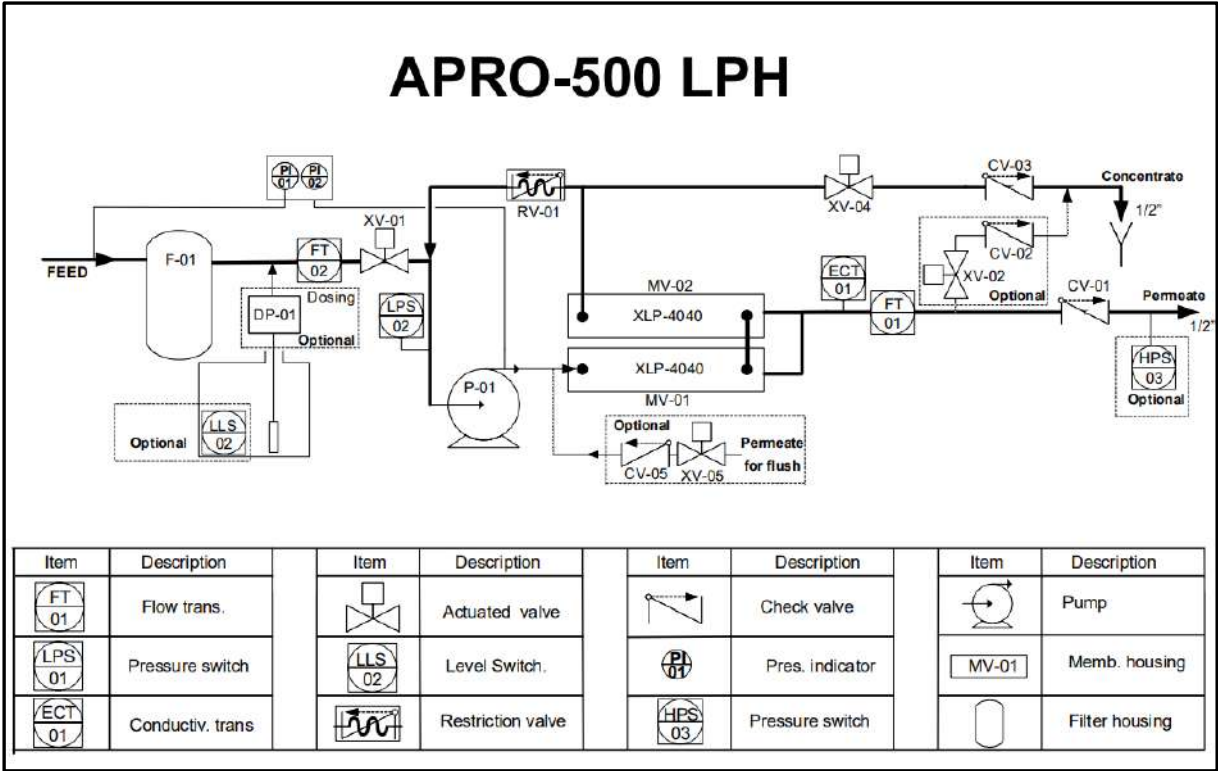 APRO-500 LPH
PI
01
PI
02
RV-01
XV-04
CV-03
Concentrate
1/2"
XV-01
FEED
F-01
FT
02
CV-02
XV-02
Optional
Dosing
DP-01
Optional
LPS
02
MV-02
XLP-4040
ECT
01
FT
01
CV-01
Permeate
1/2"
XLP-4040
MV-01
P-01
HPS
03
Optional
Optional
LLS
02
Optional
Permeate
for flush
CV-05
XV-05
Item Description Item Description Item Description Item Description
FT
01
Flow trans.
Actuated valve
Check valve
Pump
LPS
01
Pressure switch
LLS
02
Level Switch.
PI
01
Pres. indicator
MV-01
Memb. housing
ECT
01
Conductiv. trans
Restriction valve
HPS
03
Pressure switch
Filter housing